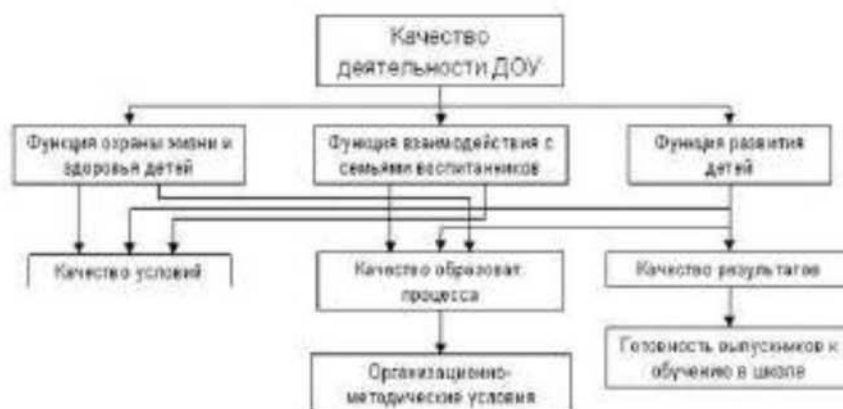 Качество
деятельности ДОУ
Функция охраны жизни и
здоровья детей
Функция взаимодействия с
семьями воспитанников
Функция развития
детей
Качество условий
Качество образоват
процесса
Качество результатов
Организационно-
методические условия
Готовность выпускников к
обучению в школе